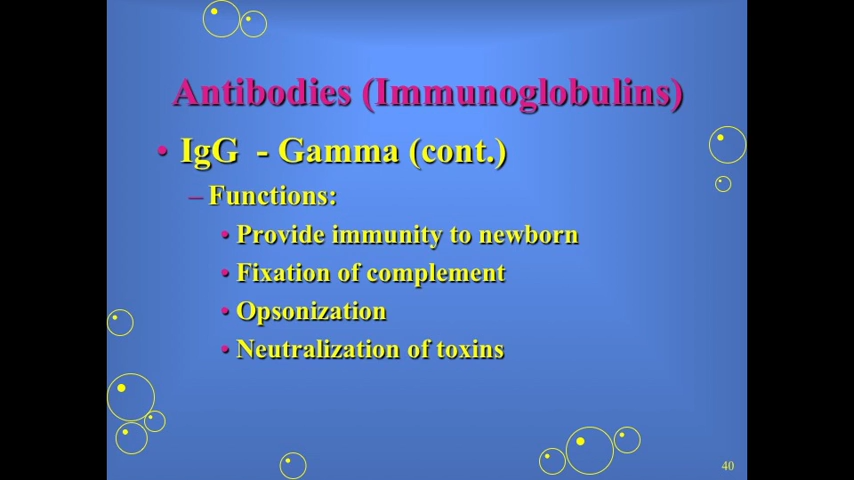 Antibodies (Immunoglobulins)
• IgG - Gamma (cont.)
– Functions:
• Provide immunity to newborn
• Fixation of complement
• Opsonization
• Neutralization of toxins
40